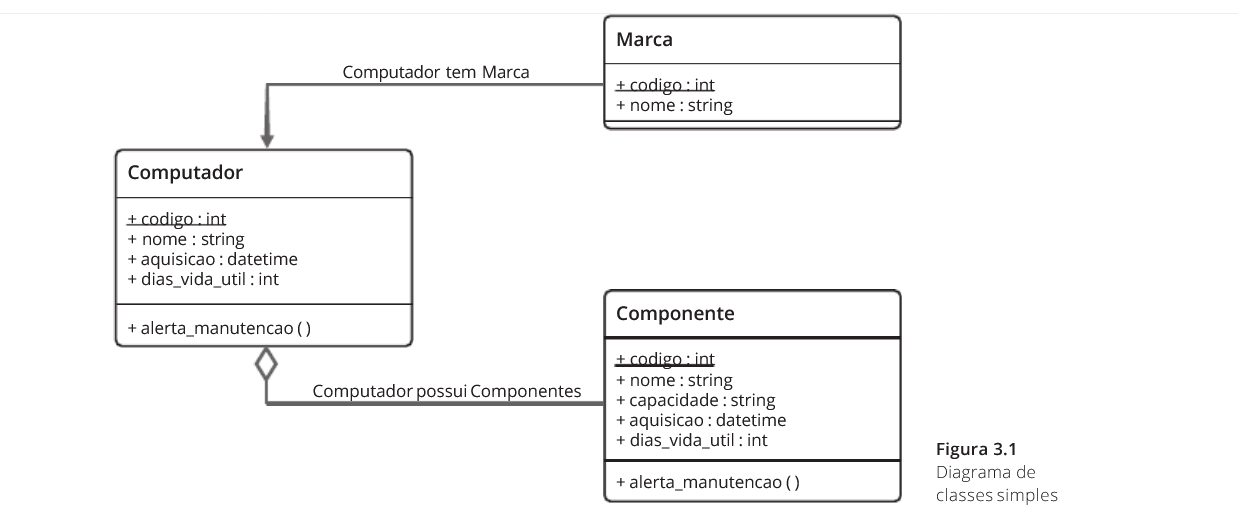 Marca
+ codigo : int
+ nome : string
Computador tem Marca
Computador
+ codigo : int
+ nome : string
+ aquisicao : datetime
+ dias_vida_util : int
+ alerta_manutencao ( )
Computador possui Componentes
Componente
+ codigo : int
+ nome : string
+ capacidade : string
+ aquisicao : datetime
+ dias_vida_util : int
+ alerta_manutencao ( )
Figura 3.1
Diagrama de
classes simples